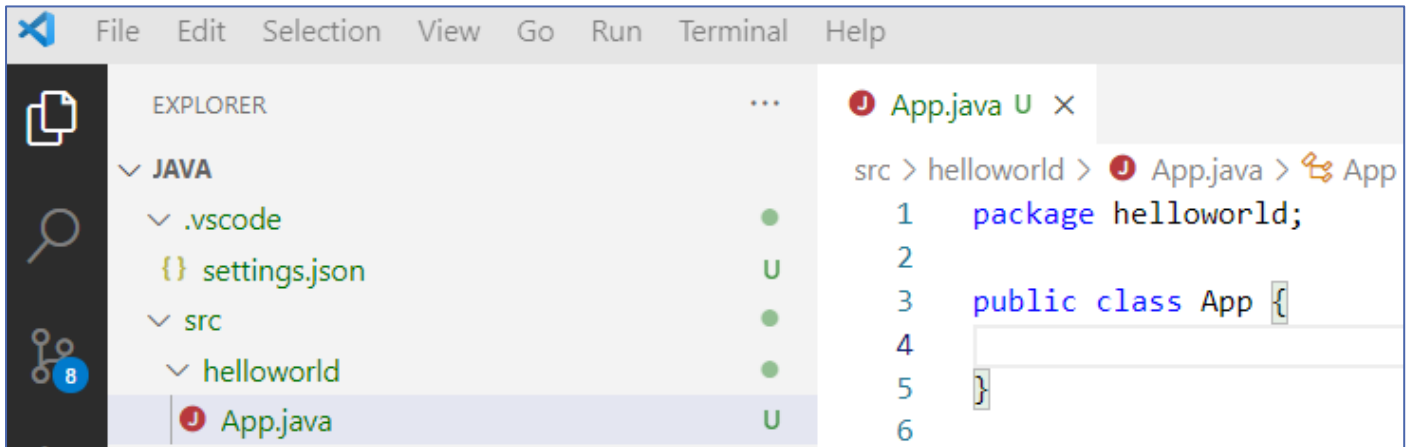 File Edit Selection View Go Run Terminal Help
EXPLORER ...
JAVA
.vscode
{} settings.json U
src
helloworld
J App.java U
8
J App.java U ×
src > helloworld > J App.java > App
1 package helloworld;
2
3 public class App {
4
5 }
6